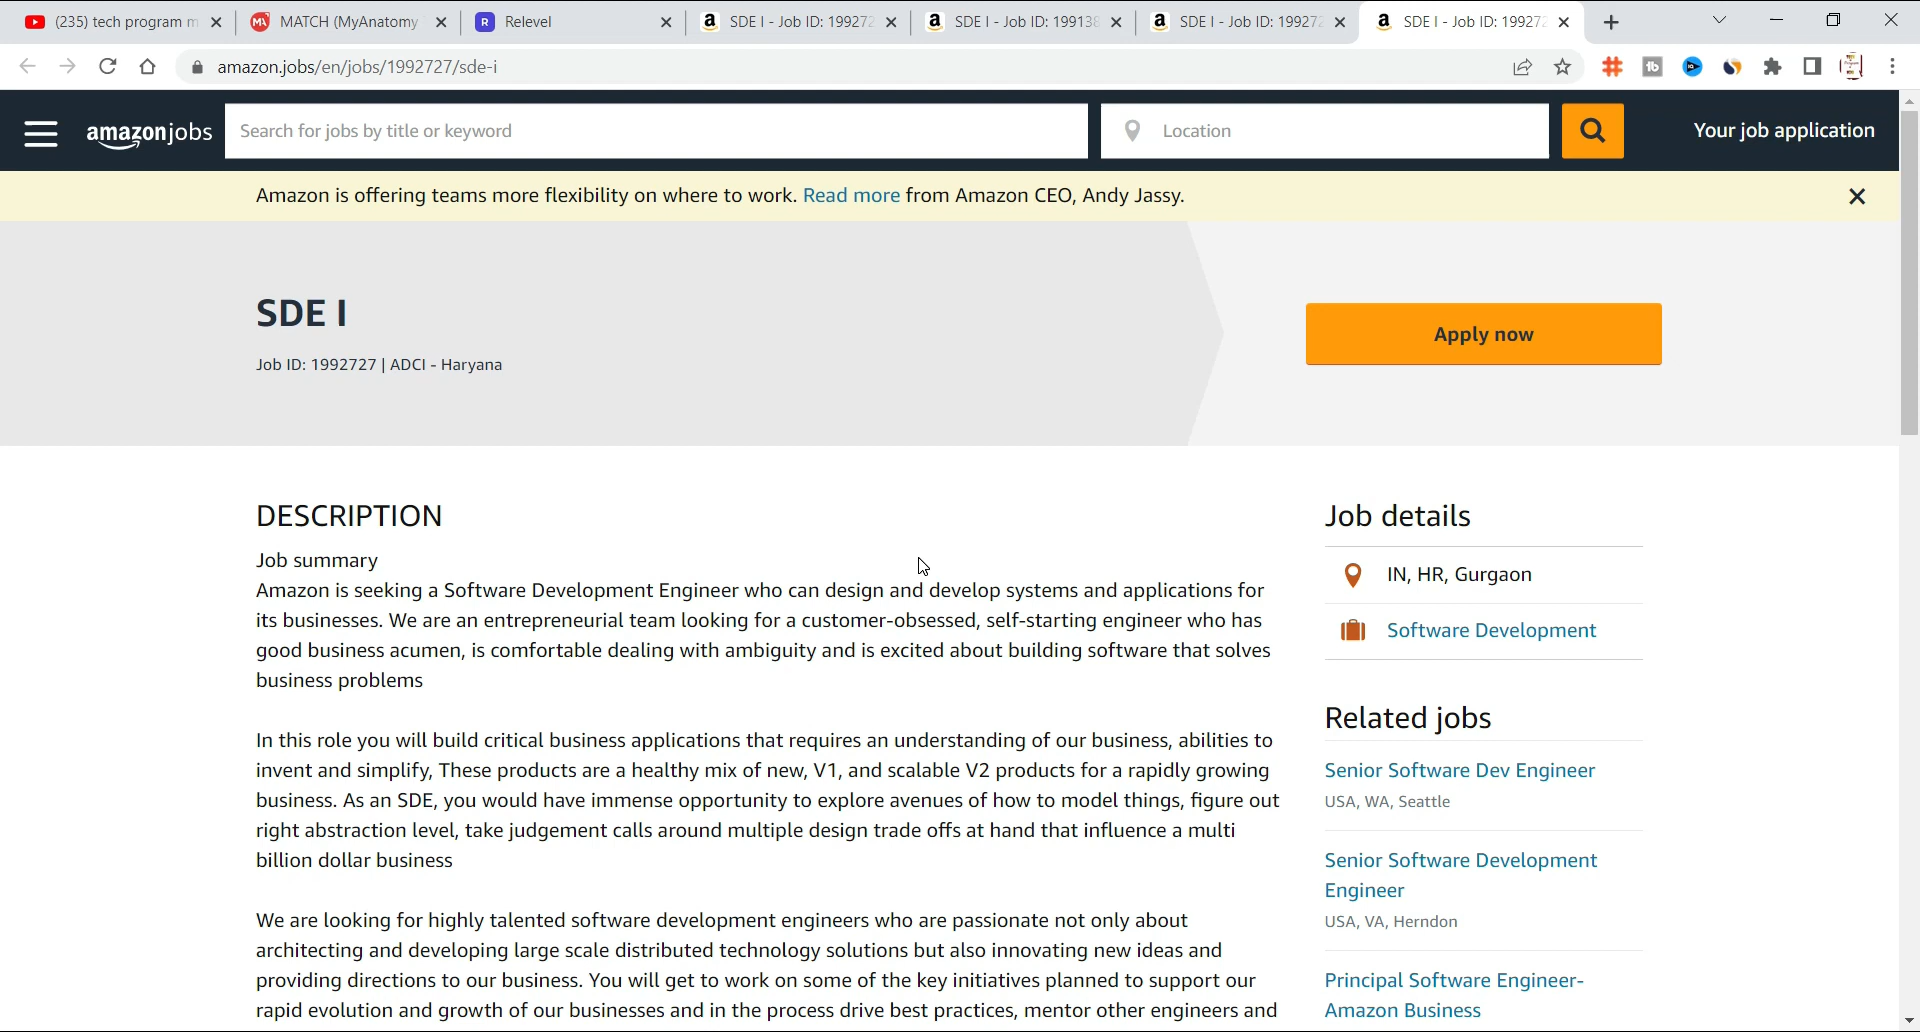 (235) tech program m
MATCH (MyAnatomy
Relevel
SDE I - Job ID: 19927
SDE I - Job ID: 199138
SDE I - Job ID: 19927
SDE I - Job ID: 19927
amazon.jobs/en/jobs/1992727/sde-i
amazonjobs
Search for jobs by title or keyword
Location
Your job application
Amazon is offering teams more flexibility on where to work. Read more from Amazon CEO, Andy Jassy.
SDE I
Job ID: 1992727 | ADCI - Haryana
Apply now
DESCRIPTION
Job summary
Amazon is seeking a Software Development Engineer who can design and develop systems and applications for
its businesses. We are an entrepreneurial team looking for a customer-obsessed, self-starting engineer who has
good business acumen, is comfortable dealing with ambiguity and is excited about building software that solves
business problems
In this role you will build critical business applications that requires an understanding of our business, abilities to
invent and simplify, These products are a healthy mix of new, V1, and scalable V2 products for a rapidly growing
business. As an SDE, you would have immense opportunity to explore avenues of how to model things, figure out
right abstraction level, take judgement calls around multiple design trade offs at hand that influence a multi
billion dollar business
We are looking for highly talented software development engineers who are passionate not only about
architecting and developing large scale distributed technology solutions but also innovating new ideas and
providing directions to our business. You will get to work on some of the key initiatives planned to support our
rapid evolution and growth of our businesses and in the process drive best practices, mentor other engineers and
Job details
IN, HR, Gurgaon
Software Development
Related jobs
Senior Software Dev Engineer
USA, WA, Seattle
Senior Software Development
Engineer
USA, VA, Herndon
Principal Software Engineer-
Amazon Business